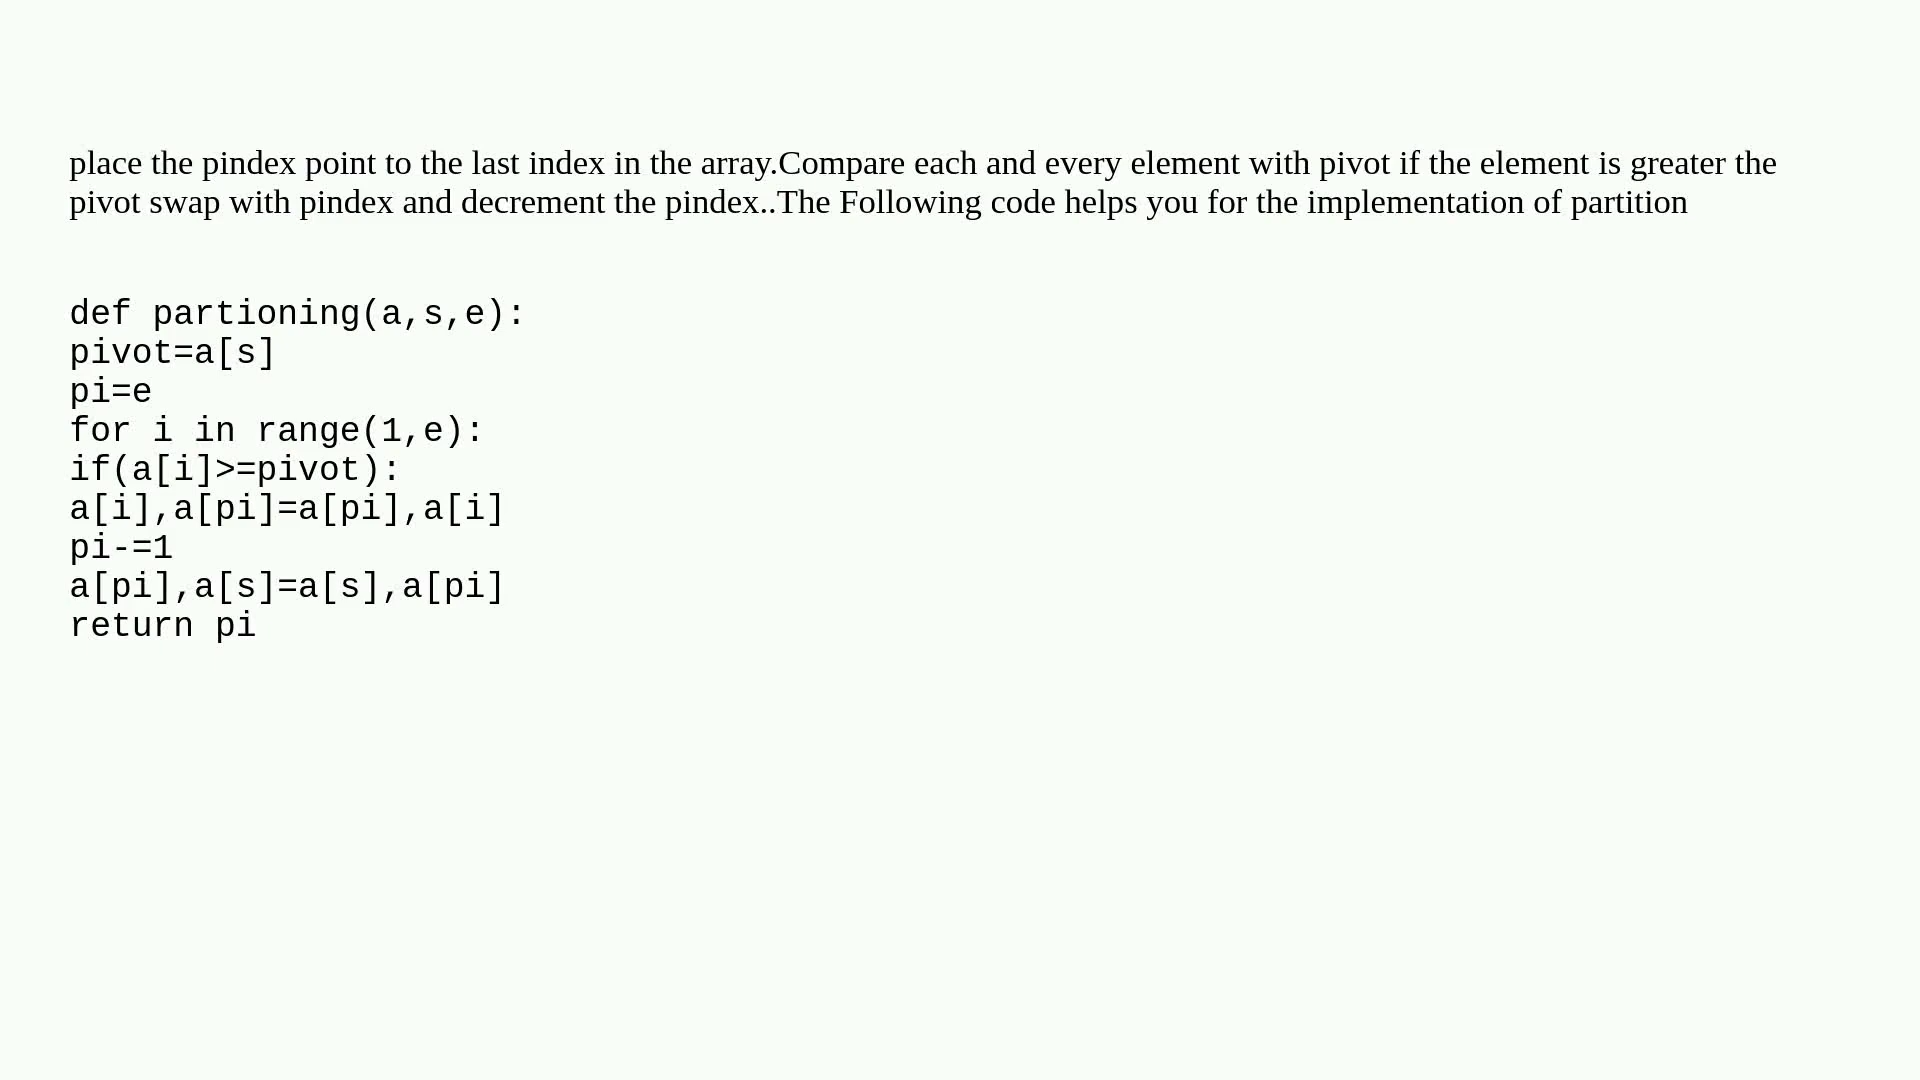 place the pindex point to the last index in the array.Compare each and every element with pivot if the element is greater the
pivot swap with pindex and decrement the pindex..The Following code helps you for the implementation of partition
def partioning(a,s,e):
pivot=a[s]
pi=e
for i in range(1,e):
if(a[i]>=pivot):
a[i],a[pi]=a[pi],a[i]
pi-=1
a[pi],a[s]=a[s],a[pi]
return pi